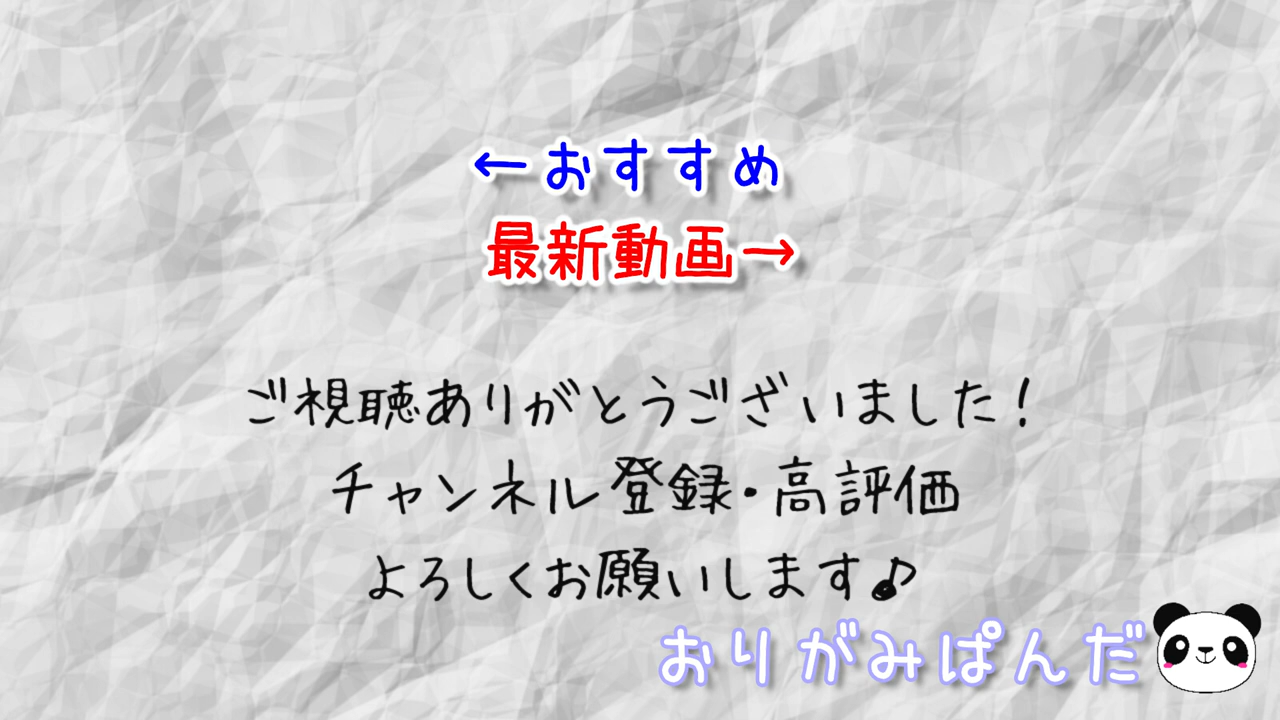 ←おすすめ
最新動画→
ご視聴ありがとうございました!
チャンネル登録・高評価
よろしくお願いします♪
おりがみぱんだ